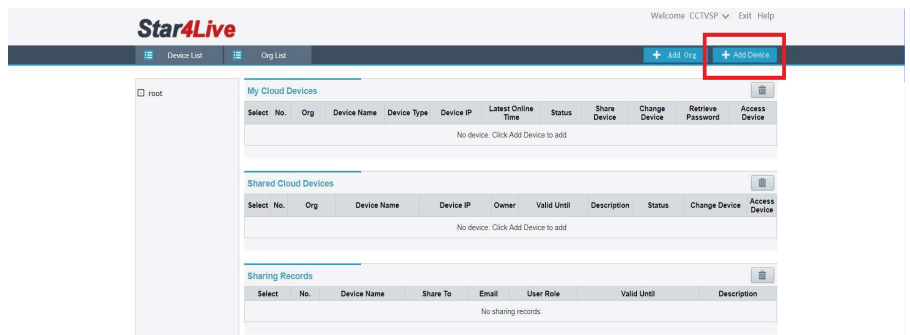 Welcome CCTVSP Exit Help
Star4Live
Device List Org List + Add Org + Add Device
root
My Cloud Devices
Select No. Org Device Name Device Type Device IP Latest Online Time Status Share Device Change Device Retrieve Password Access Device
No device. Click Add Device to add
Shared Cloud Devices
Select No. Org Device Name Device IP Owner Valid Until Description Status Change Device Access Device
No device. Click Add Device to add
Sharing Records
Select No. Device Name Share To Email User Role Valid Until Description
No sharing records.